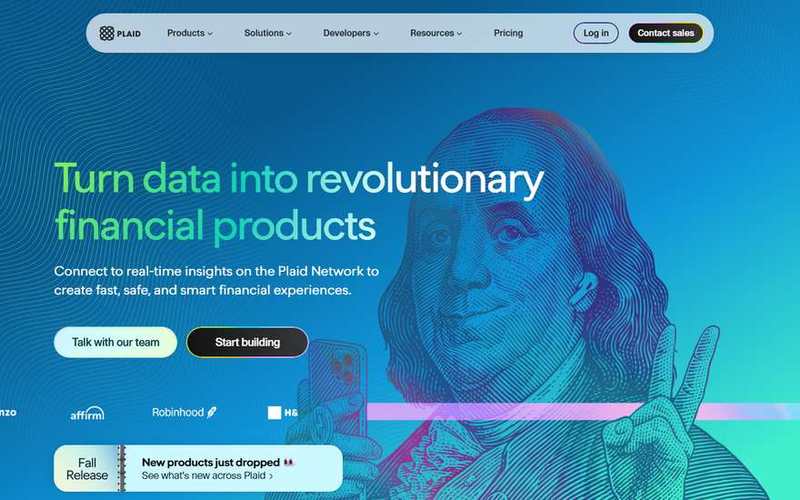 PLAID Products Solutions Developers Resources Pricing Log in Contact sales
Turn data into revolutionary
financial products
Connect to real-time insights on the Plaid Network to
create fast, safe, and smart financial experiences.
Talk with our team Start building
nzo affirm Robinhood H&
Fall
Release
New products just dropped 👀
See what's new across Plaid ›